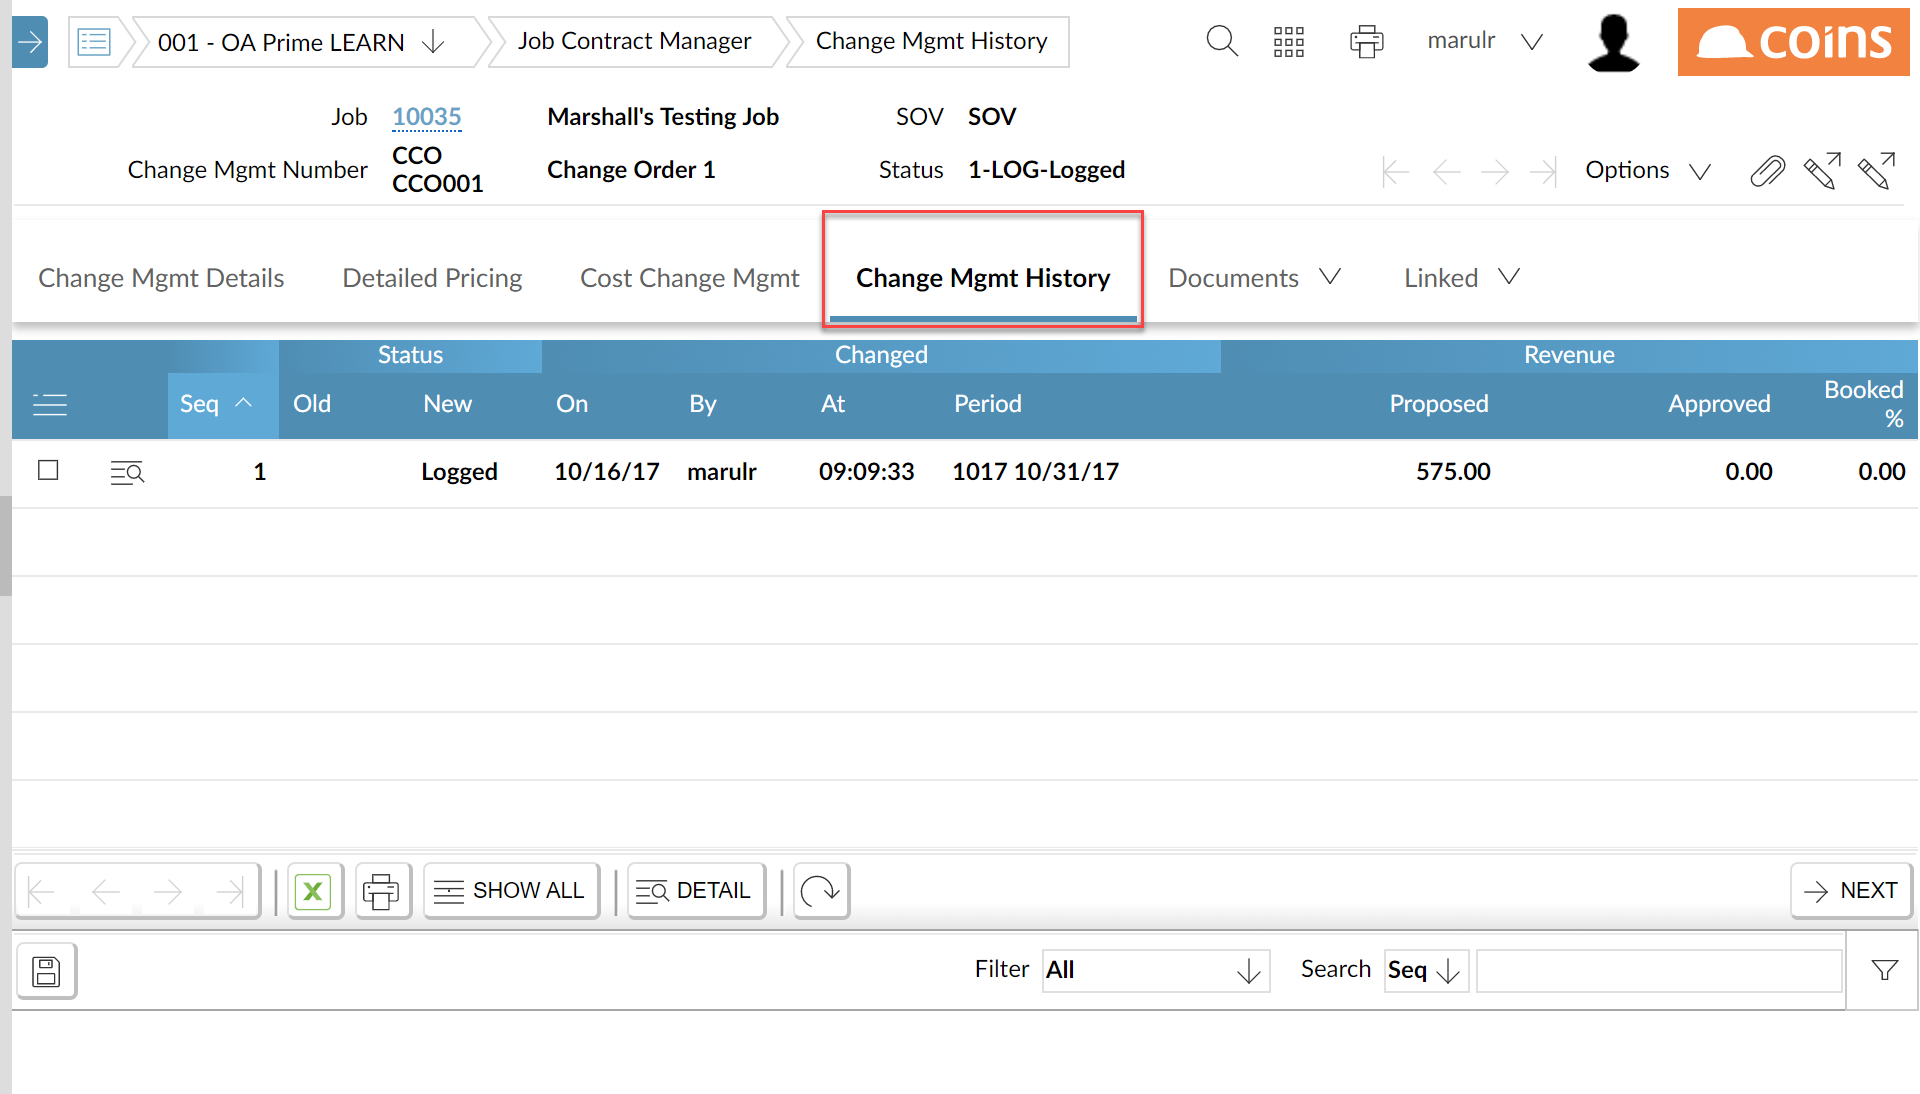 001 - OA Prime LEARN
Job Contract Manager
Change Mgmt History
marulr
coins
Job
10035
Marshall's Testing Job
SOV
SOV
Change Mgmt Number
CCO
CCO001
Change Order 1
Status
1-LOG-Logged
Options
Change Mgmt Details
Detailed Pricing
Cost Change Mgmt
Change Mgmt History
Documents
Linked
Status
Changed
Revenue
Seq
Old
New
On
By
At
Period
Proposed
Approved
Booked
%
1
Logged
10/16/17
marulr
09:09:33
1017 10/31/17
575.00
0.00
0.00
X
SHOW ALL
DETAIL
NEXT
Filter
All
Search
Seq